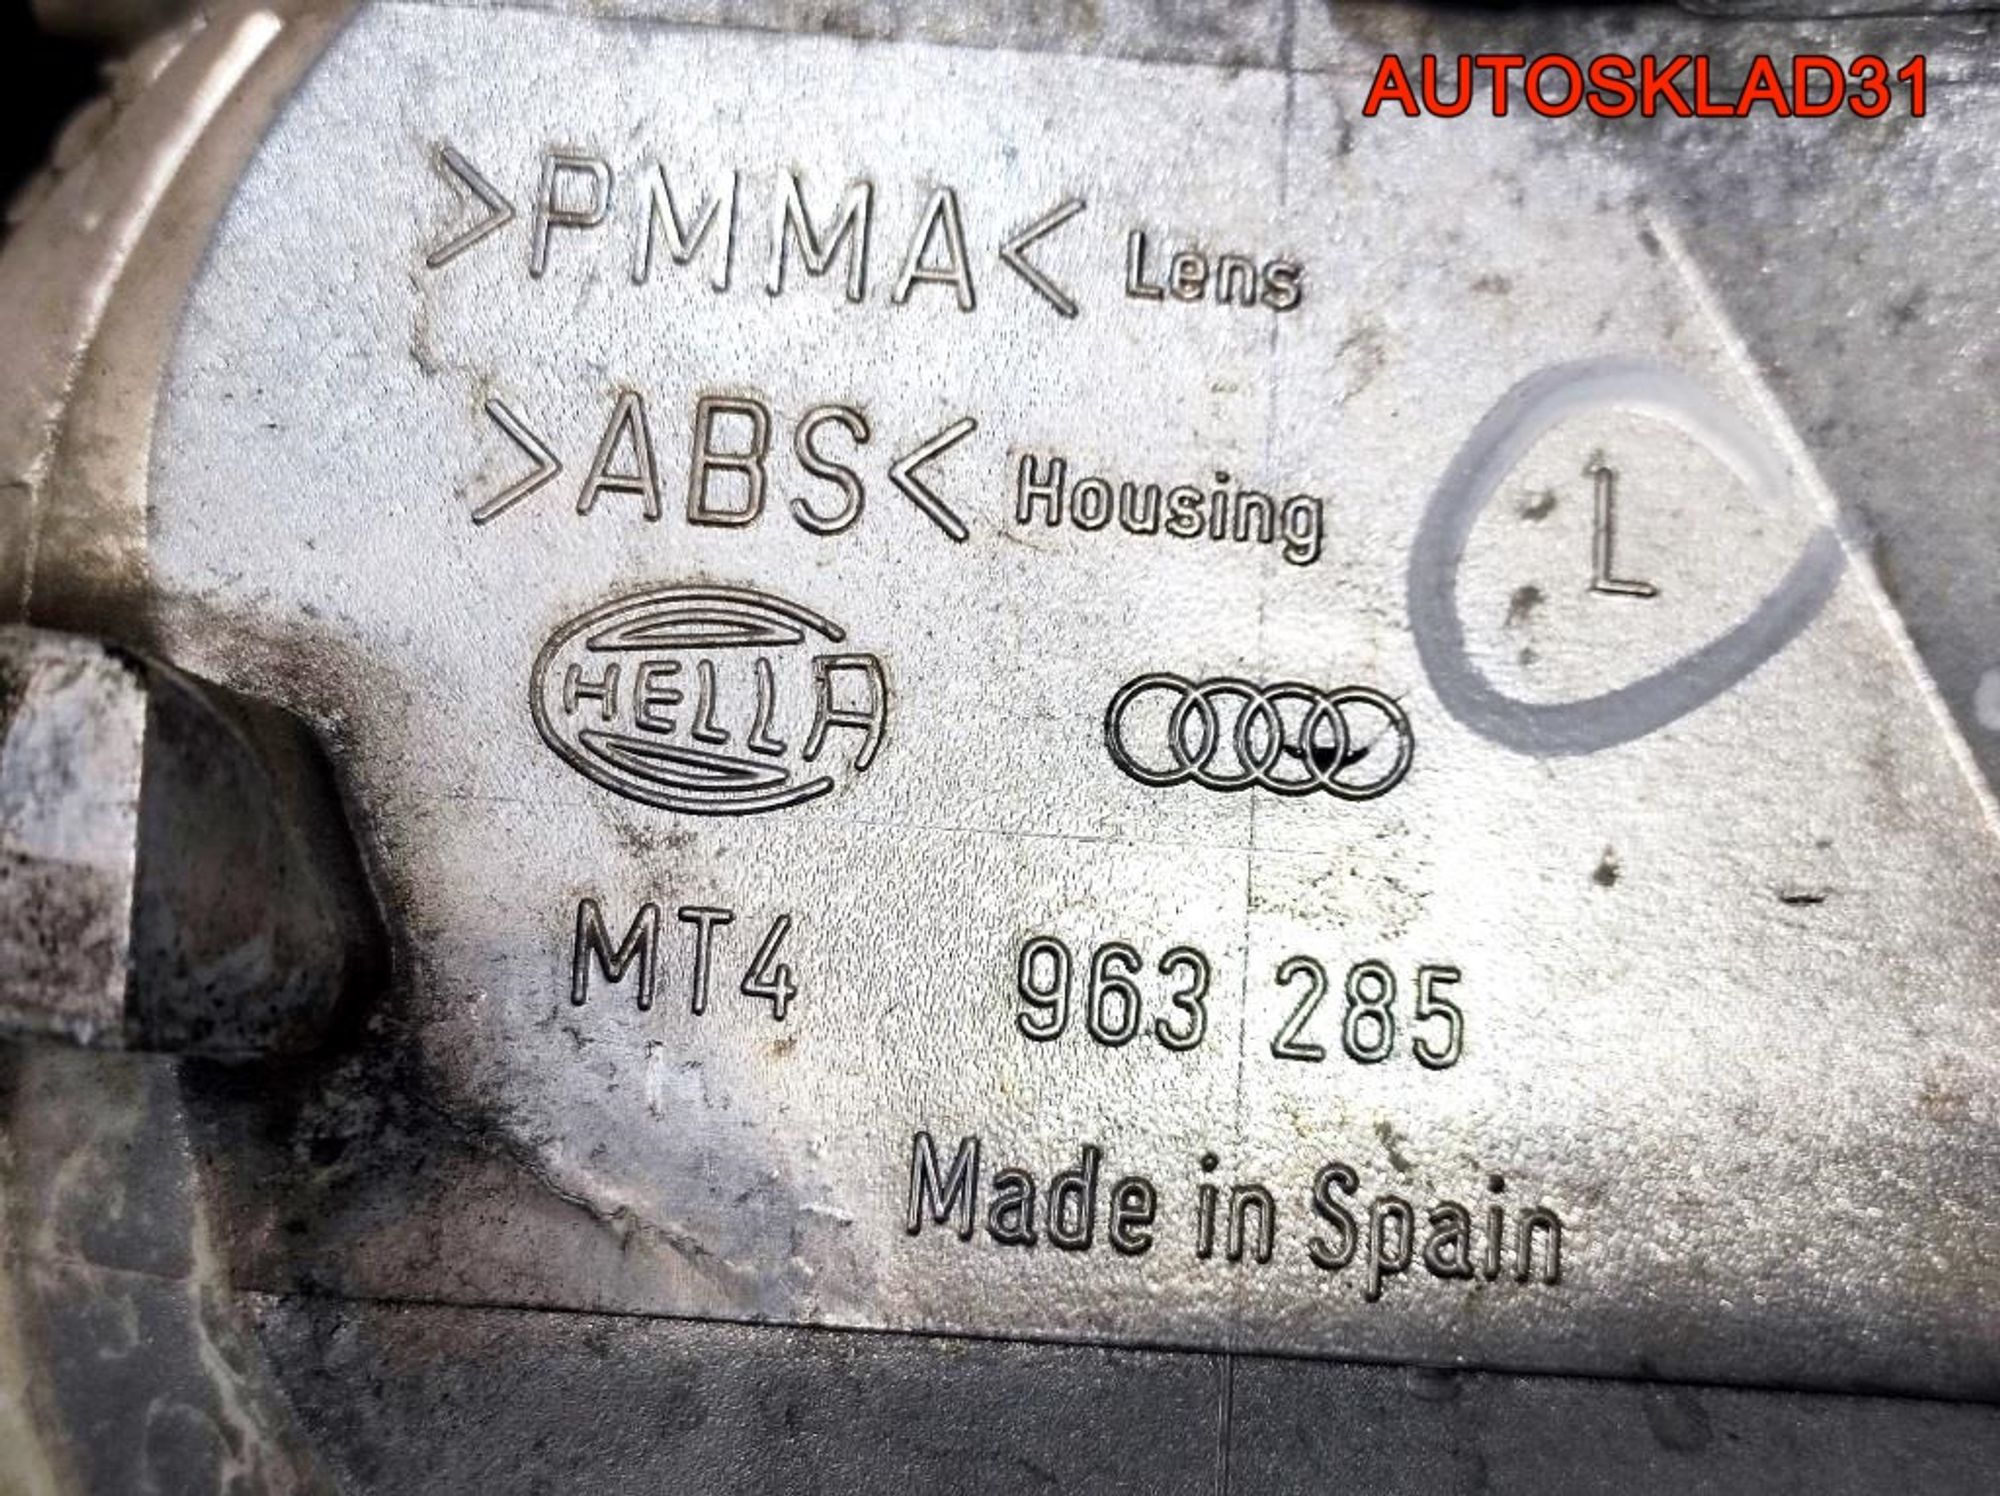 AUTOSKLAD31
>PMMA< Lens
>ABS< Housing
L
HELLA
MT4 963 285
Made in Spain